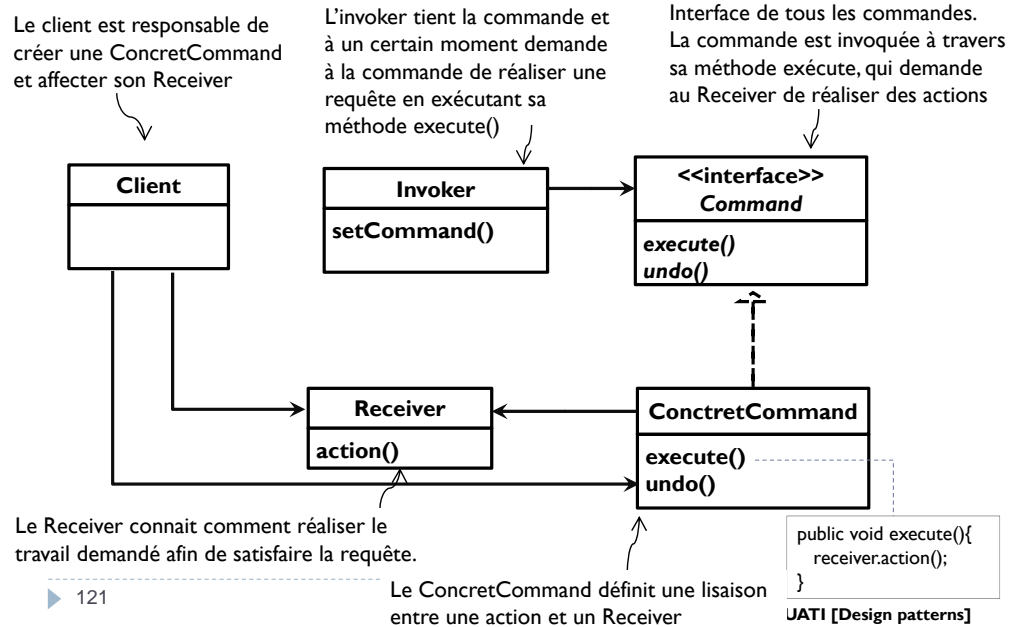 Le client est responsable de
créer une ConcretCommand
et affecter son Receiver
L'invoker tient la commande et
à un certain moment demande
à la commande de réaliser une
requête en exécutant sa
méthode execute()
Interface de tous les commandes.
La commande est invoquée à travers
sa méthode exécute, qui demande
au Receiver de réaliser des actions
Client
Invoker
setCommand()
<<interface>>
Command
execute()
undo()
Receiver
action()
ConctretCommand
execute()
undo()
Le Receiver connait comment réaliser le
travail demandé afin de satisfaire la requête.
public void execute(){
receiver.action();
}
Le ConcretCommand définit une lisaison
entre une action et un Receiver
121
UATI [Design patterns]